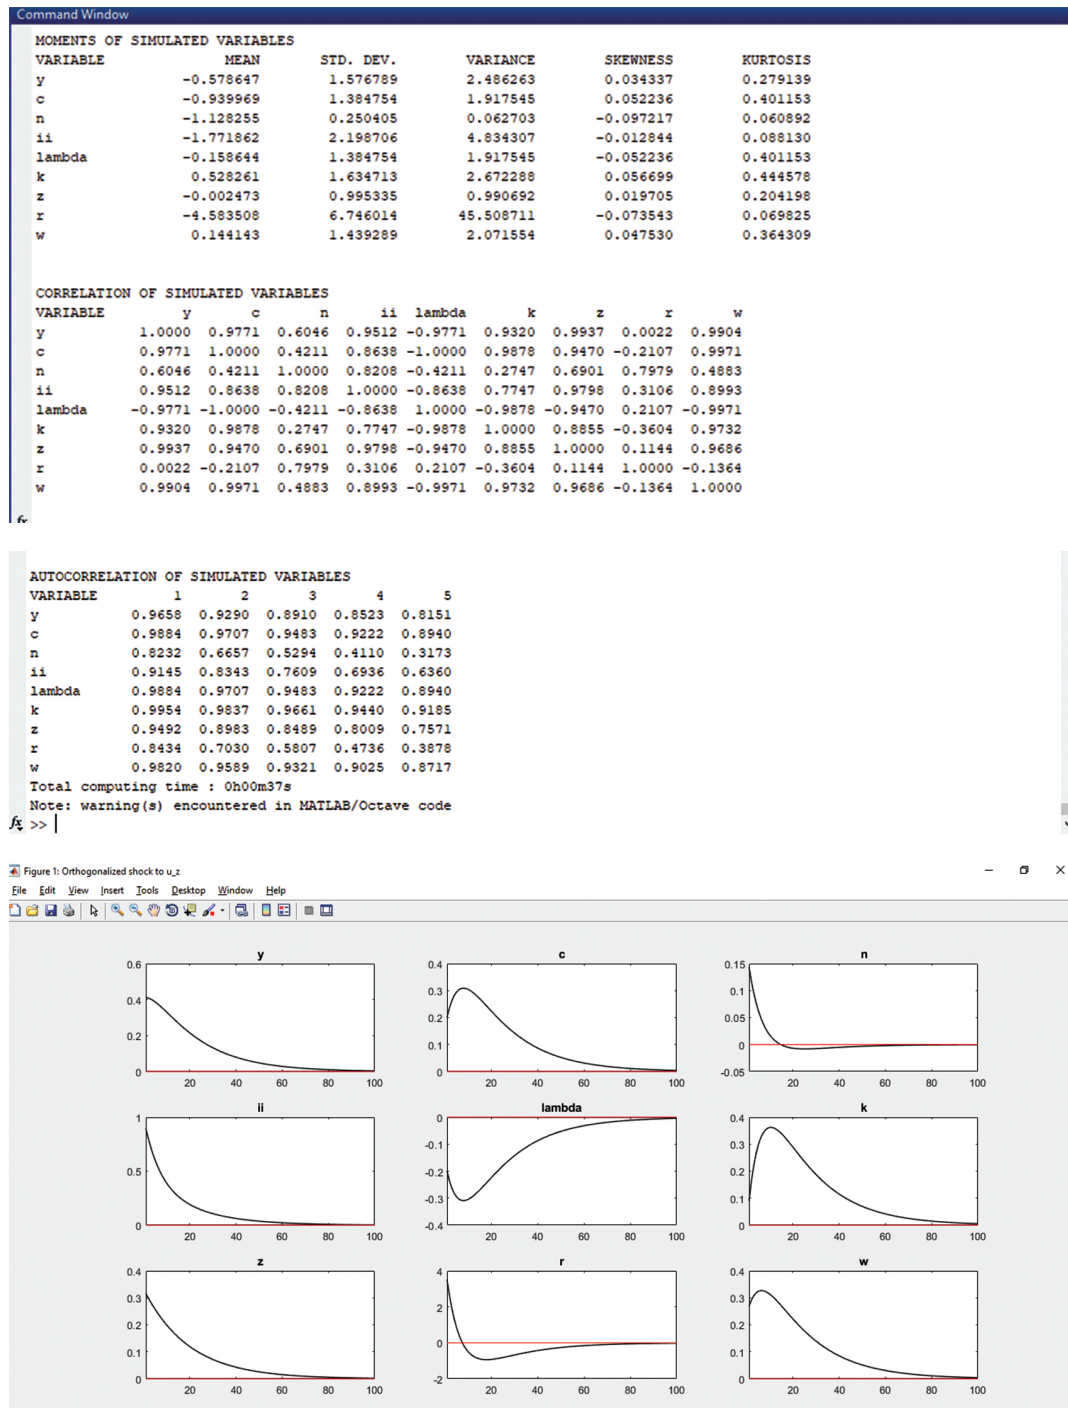 Command Window
MOMENTS OF SIMULATED VARIABLES
VARIABLE MEAN STD. DEV. VARIANCE SKEWNESS KURTOSIS
y -0.578647 1.576789 2.486263 0.034337 0.279139
c -0.939969 1.384754 1.917545 0.052236 0.401153
n -1.128255 0.250405 0.062703 -0.097217 0.060892
ii -1.771862 2.198706 4.834307 -0.012844 0.088130
lambda -0.158644 1.384754 1.917545 -0.052236 0.401153
k 0.528261 1.634713 2.672288 0.056699 0.444578
z -0.002473 0.995335 0.990692 0.019705 0.204198
r -4.583508 6.746014 45.508711 -0.073543 0.069825
w 0.144143 1.439289 2.071554 0.047530 0.364309
CORRELATION OF SIMULATED VARIABLES
VARIABLE y c n ii lambda k z r w
y 1.0000 0.9771 0.6046 0.9512 -0.9771 0.9320 0.9937 0.0022 0.9904
c 0.9771 1.0000 0.4211 0.8638 -1.0000 0.9878 0.9470 -0.2107 0.9971
n 0.6046 0.4211 1.0000 0.8208 -0.4211 0.2747 0.6901 0.7979 0.4883
ii 0.9512 0.8638 0.8208 1.0000 -0.8638 0.7747 0.9798 0.3106 0.8993
lambda -0.9771 -1.0000 -0.4211 -0.8638 1.0000 -0.9878 -0.9470 0.2107 -0.9971
k 0.9320 0.9878 0.2747 0.7747 -0.9878 1.0000 0.8855 -0.3604 0.9732
z 0.9937 0.9470 0.6901 0.9798 -0.9470 0.8855 1.0000 0.1144 0.9686
r 0.0022 -0.2107 0.7979 0.3106 0.2107 -0.3604 0.1144 1.0000 -0.1364
w 0.9904 0.9971 0.4883 0.8993 -0.9971 0.9732 0.9686 -0.1364 1.0000
fx
AUTOCORRELATION OF SIMULATED VARIABLES
VARIABLE 1 2 3 4 5
y 0.9658 0.9290 0.8910 0.8523 0.8151
c 0.9884 0.9707 0.9483 0.9222 0.8940
n 0.8232 0.6657 0.5294 0.4110 0.3173
ii 0.9145 0.8343 0.7609 0.6936 0.6360
lambda 0.9884 0.9707 0.9483 0.9222 0.8940
k 0.9954 0.9837 0.9661 0.9440 0.9185
z 0.9492 0.8983 0.8489 0.8009 0.7571
r 0.8434 0.7030 0.5807 0.4736 0.3878
w 0.9820 0.9589 0.9321 0.9025 0.8717
Total computing time : 0h00m37s
Note: warning(s) encountered in MATLAB/Octave code
fx >>
Figure 1: Orthogonalized shock to u_z
File Edit View Insert Tools Desktop Window Help
y c n
0.6 0.4 0.15
0.3 0.1
0.4
0.2 0.05
0.2
0.1 0
0 0 -0.05
20 40 60 80 100 20 40 60 80 100 20 40 60 80 100
ii lambda k
1 0 0.4
-0.1 0.3
0.5 -0.2 0.2
-0.3 0.1
0 -0.4 0
20 40 60 80 100 20 40 60 80 100 20 40 60 80 100
z r w
0.4 4 0.4
0.3 2 0.3
0.2 0.2
0.1 0 0.1
0 -2 0
20 40 60 80 100 20 40 60 80 100 20 40 60 80 100